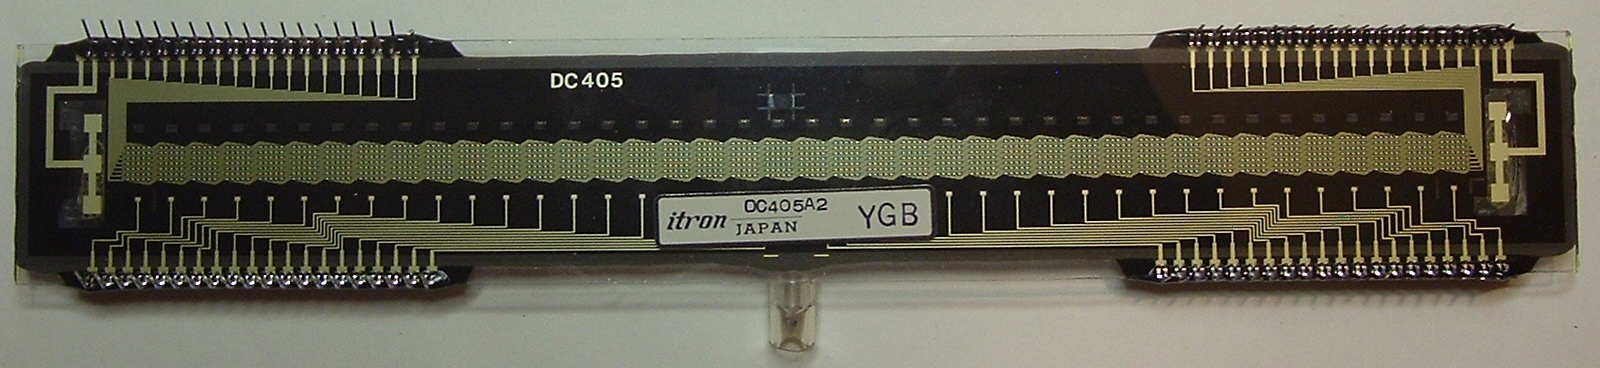 DC405
itron DC405A2
JAPAN
YGB